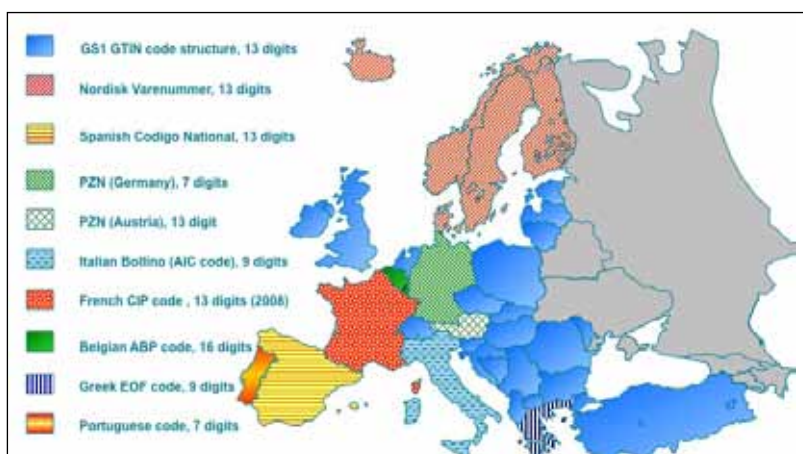 GS1 GTIN code structure, 13 digits
Nordisk Varenummer, 13 digits
Spanish Codigo National, 13 digits
PZN (Germany), 7 digits
PZN (Austria), 13 digit
Italian Bollino (AIC code), 9 digits
French CIP code , 13 digits (2008)
Belgian ABP code, 16 digits
Greek EOF code, 9 digits
Portuguese code, 7 digits